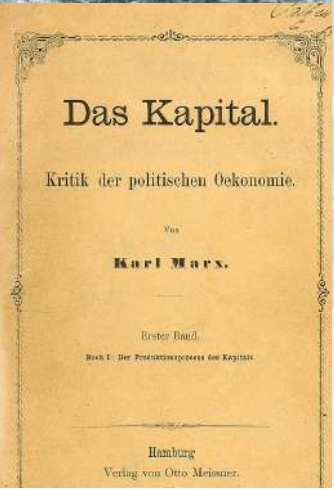 Das Kapital.
Kritik der politischen Oekonomie.
Von
Karl Marx.
Erster Band.
Buch I: Der Produktionsprocess des Kapitals.
Hamburg
Verlag von Otto Meissner.